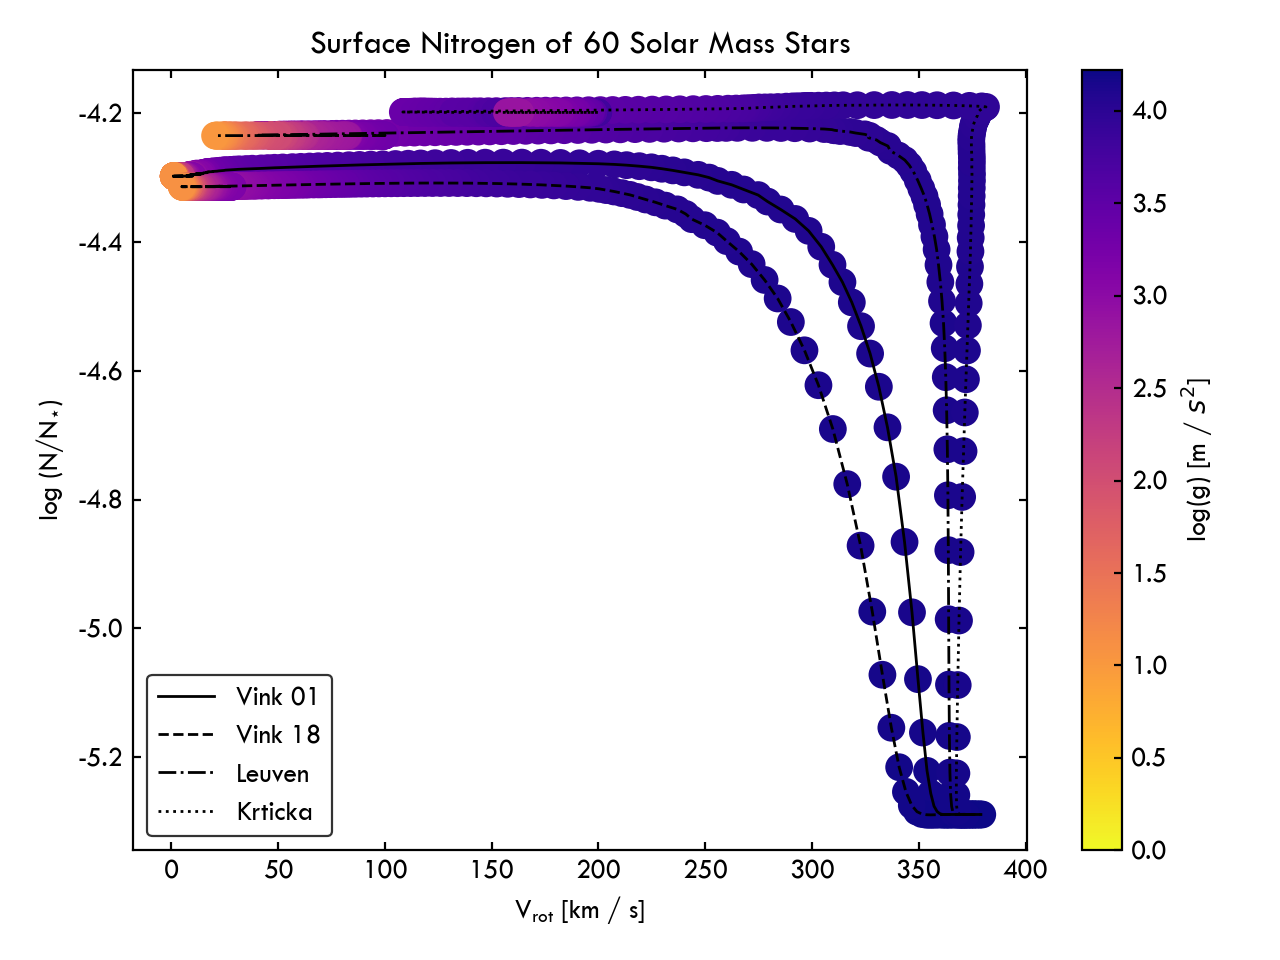 Surface Nitrogen of 60 Solar Mass Stars
log (N/N⋆)
-4.2
-4.4
-4.6
-4.8
-5.0
-5.2
Vink 01
Vink 18
Leuven
Krticka
0 50 100 150 200 250 300 350 400
V_rot [km / s]
4.0
3.5
3.0
2.5
2.0
1.5
1.0
0.5
0.0
log(g) [m / s²]